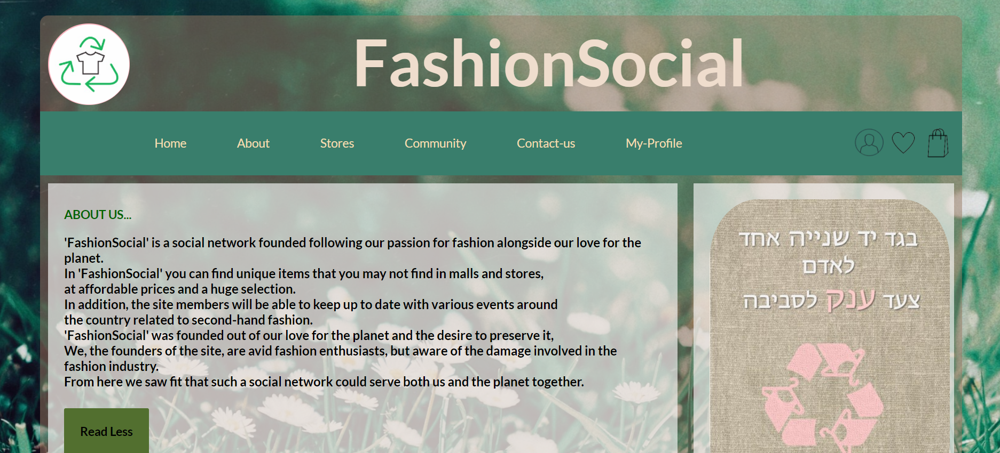 FashionSocial
Home
About
Stores
Community
Contact-us
My-Profile
ABOUT US...
'FashionSocial' is a social network founded following our passion for fashion alongside our love for the
planet.
In 'FashionSocial' you can find unique items that you may not find in malls and stores,
at affordable prices and a huge selection.
In addition, the site members will be able to keep up to date with various events around
the country related to second-hand fashion.
'FashionSocial' was founded out of our love for the planet and the desire to preserve it,
We, the founders of the site, are avid fashion enthusiasts, but aware of the damage involved in the
fashion industry.
From here we saw fit that such a social network could serve both us and the planet together.
Read Less
בגד יד שנייה אחד
לאדם
צעד ענק לסביבה